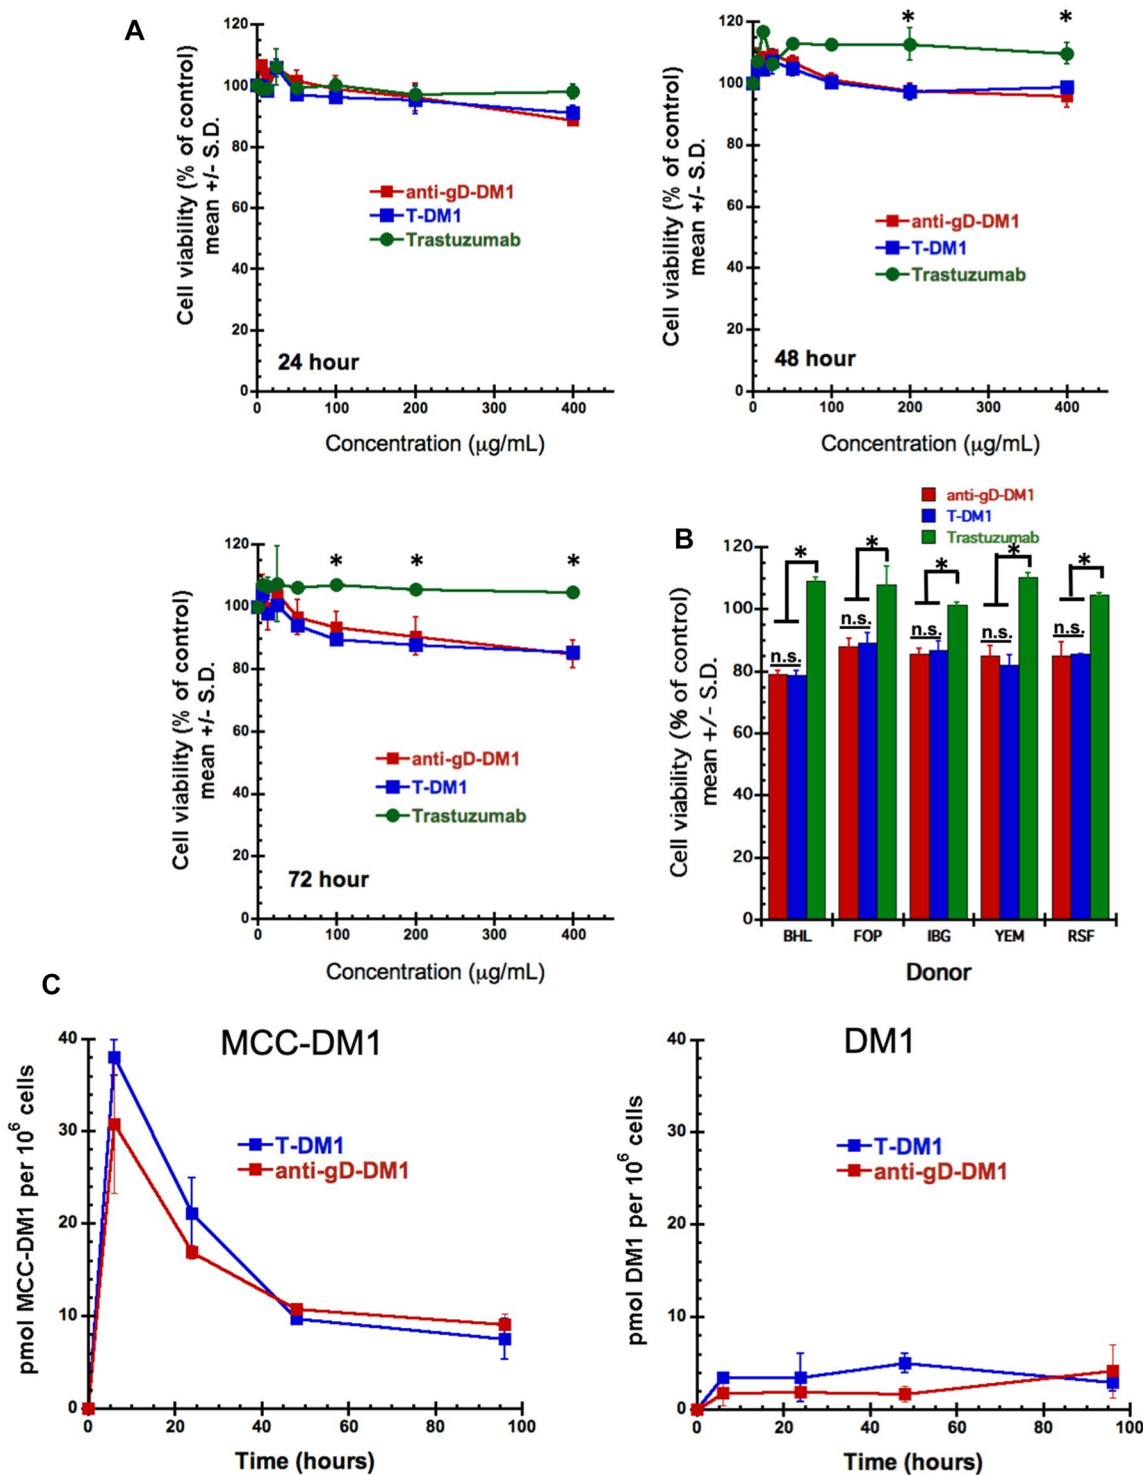 A
Cell viability (% of control)
mean +/- S.D.
120
100
80
60
40
20
0
anti-gD-DM1
T-DM1
Trastuzumab
24 hour
0
100
200
300
400
Concentration (μg/mL)
Cell viability (% of control)
mean +/- S.D.
120
100
80
60
40
20
0
*
*
anti-gD-DM1
T-DM1
Trastuzumab
48 hour
0
100
200
300
400
Concentration (μg/mL)
Cell viability (% of control)
mean +/- S.D.
120
100
80
60
40
20
0
*
*
*
anti-gD-DM1
T-DM1
Trastuzumab
72 hour
0
100
200
300
400
Concentration (μg/mL)
B
anti-gD-DM1
T-DM1
Trastuzumab
Cell viability (% of control)
mean +/- S.D.
120
100
80
60
40
20
0
*
*
*
*
*
n.s.
n.s.
n.s.
n.s.
n.s.
BHL
FOP
IBG
YEM
RSF
Donor
C
MCC-DM1
pmol MCC-DM1 per 10⁶ cells
40
30
20
10
0
T-DM1
anti-gD-DM1
0
20
40
60
80
100
Time (hours)
DM1
pmol DM1 per 10⁶ cells
40
30
20
10
0
T-DM1
anti-gD-DM1
0
20
40
60
80
100
Time (hours)